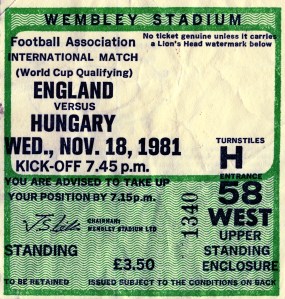 WEMBLEY STADIUM
Football Association
No ticket genuine unless it carries
a Lion's Head watermark below
INTERNATIONAL MATCH
(World Cup Qualifying)
ENGLAND
VERSUS
HUNGARY
WED., NOV. 18, 1981
KICK-OFF 7.45 p.m.
TURNSTILES
H
ENTRANCE
58
WEST
UPPER
STANDING
ENCLOSURE
YOU ARE ADVISED TO TAKE UP
YOUR POSITION BY 7.15p.m.
CHAIRMAN:
WEMBLEY STADIUM LTD
1340
STANDING
£3.50
TO BE RETAINED
ISSUED SUBJECT TO THE CONDITIONS ON BACK